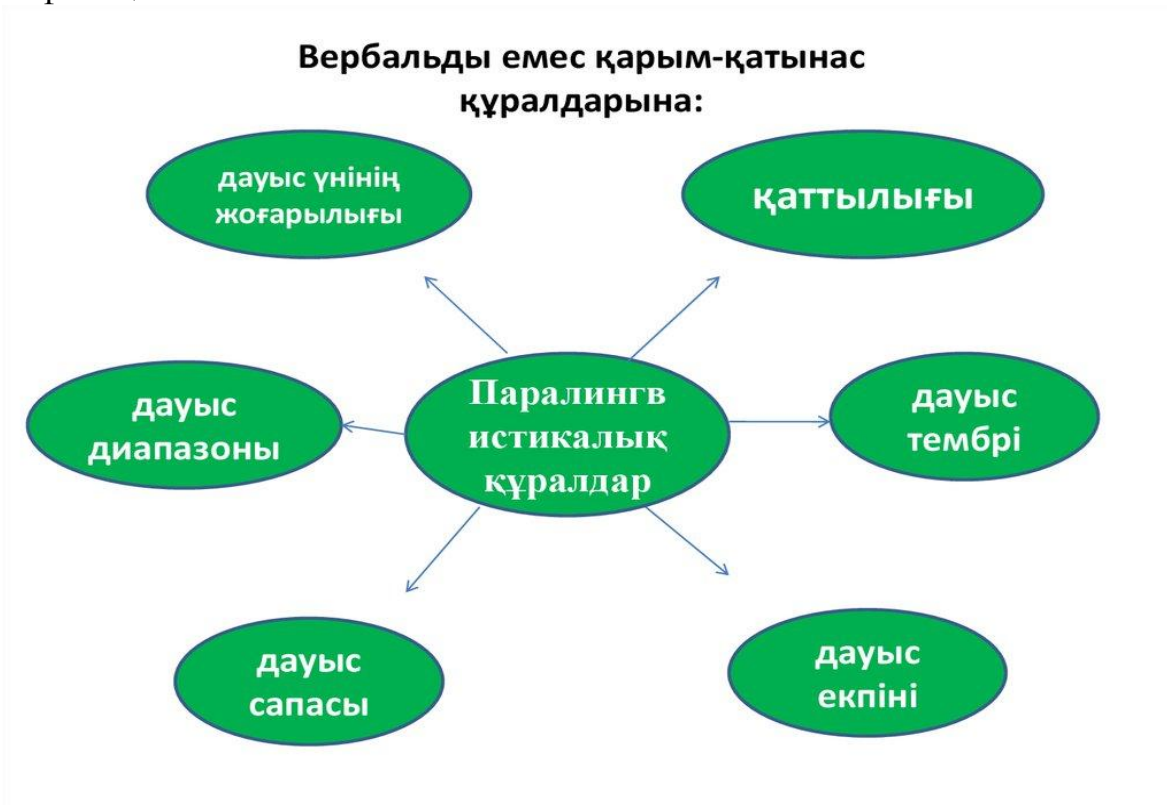 Вербальды емес қарым-қатынас
құралдарына:
дауыс үнінің
жоғарылығы
қаттылығы
дауыс
диапазоны
Паралингв
истикалық
құралдар
дауыс
тембрі
дауыс
сапасы
дауыс
екпіні